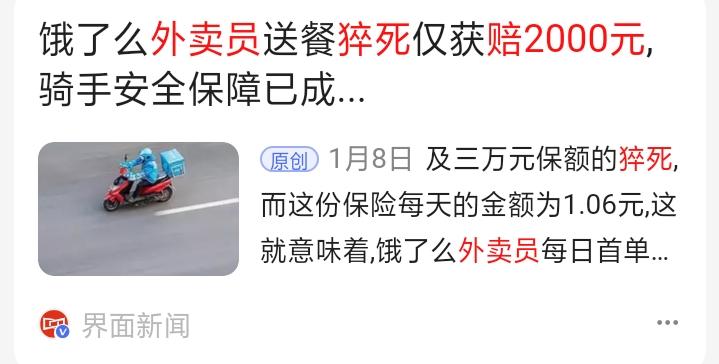 饿了么外卖员送餐猝死仅获赔2000元,
骑手安全保障已成...
原创 1月8日 及三万元保额的猝死,
而这份保险每天的金额为1.06元,这
就意味着,饿了么外卖员每日首单...
界面新闻